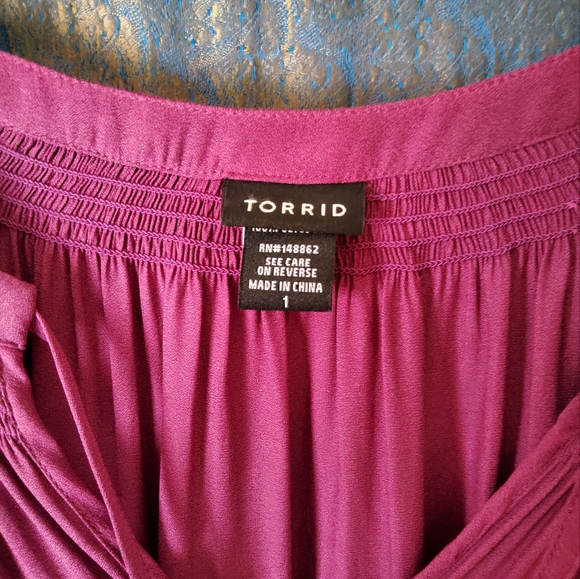 TORRID
RN#148862
SEE CARE
ON REVERSE
MADE IN CHINA
1